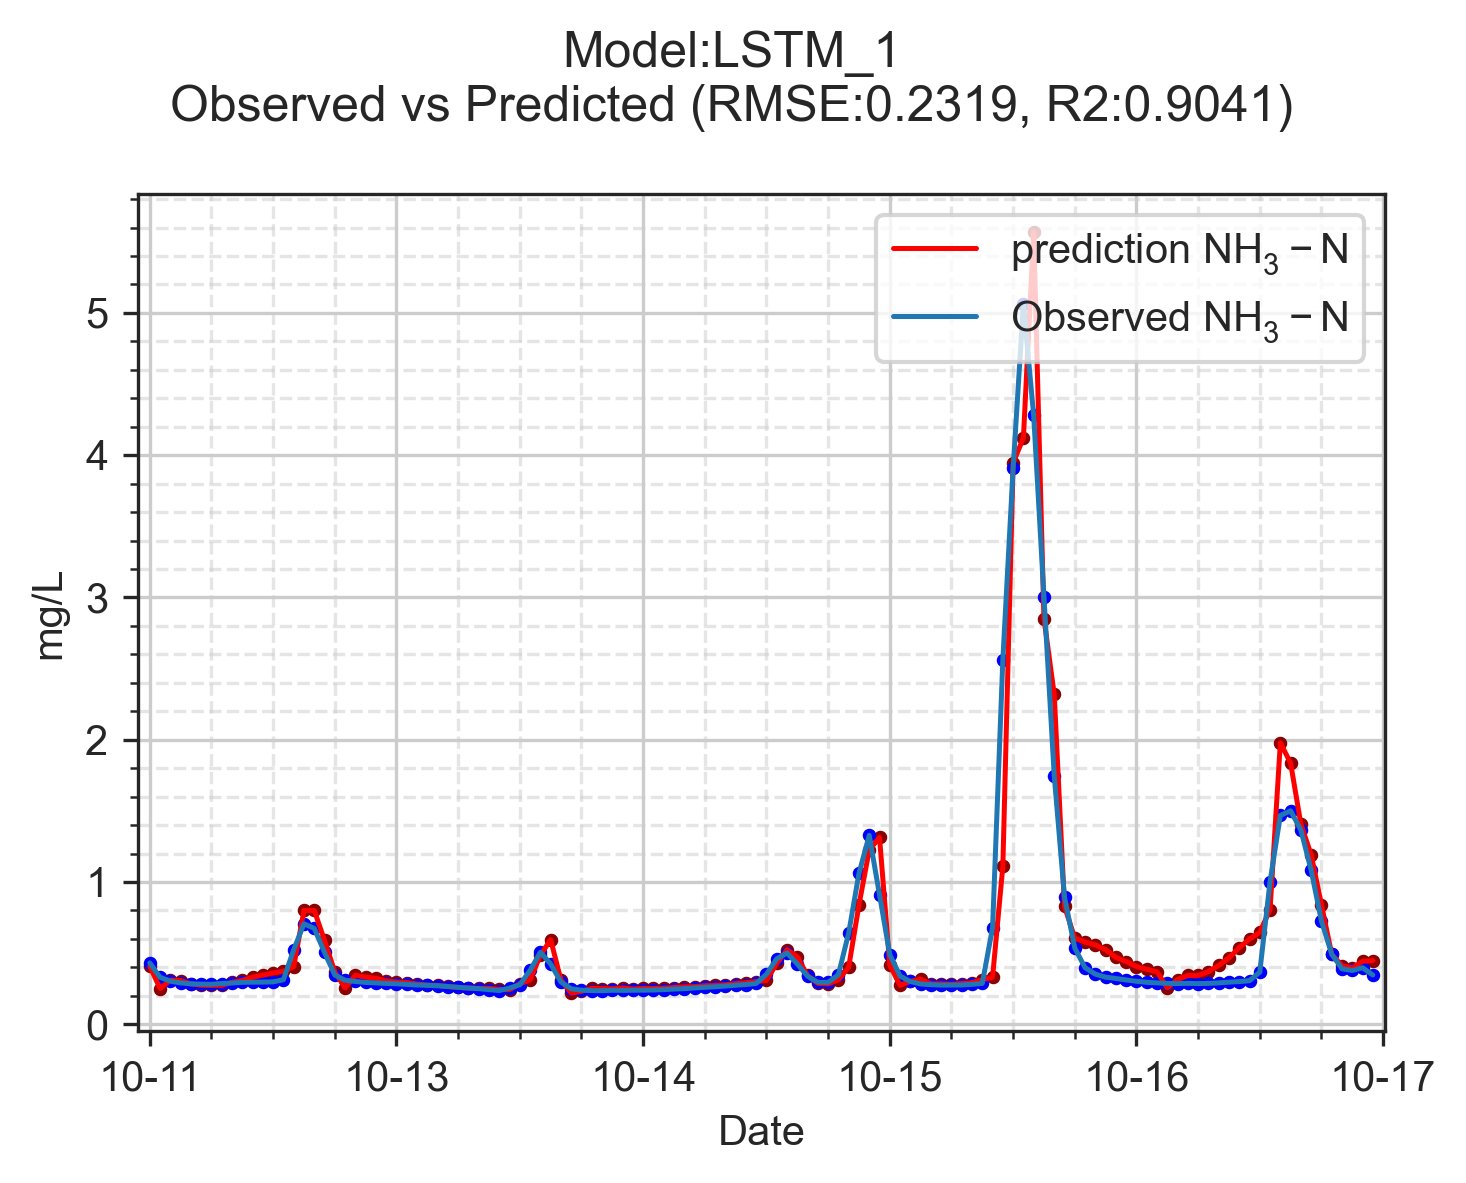 Model:LSTM_1
Observed vs Predicted (RMSE:0.2319, R2:0.9041)
prediction NH₃ − N
Observed NH₃ − N
mg/L
5
4
3
2
1
0
10-11 10-13 10-14 10-15 10-16 10-17
Date